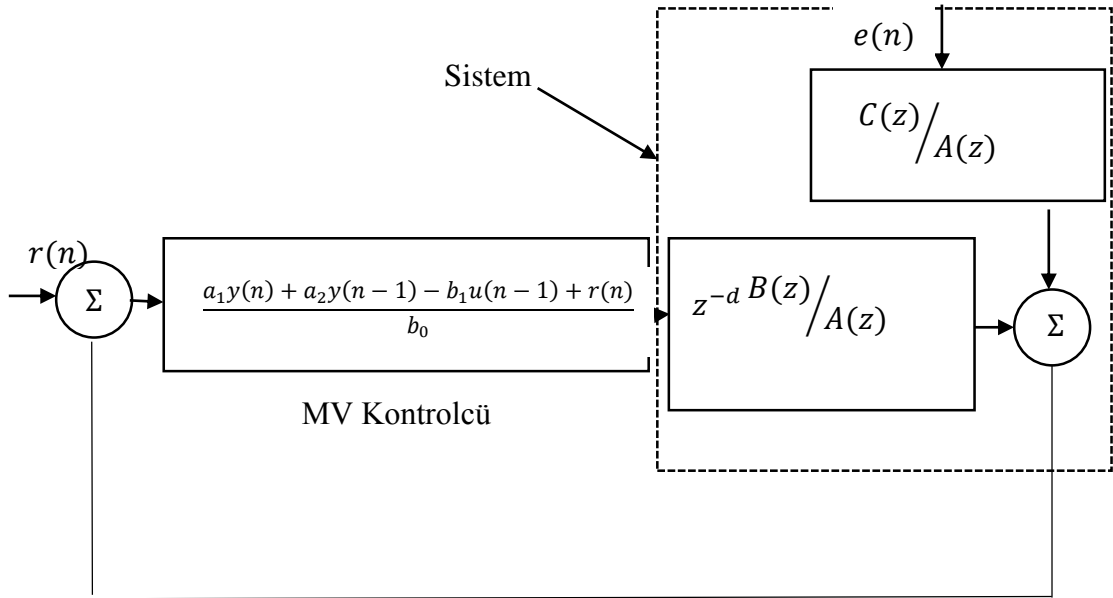 e(n)
Sistem
C(z)/A(z)
r(n)
Σ
a₁y(n) + a₂y(n − 1) − b₁u(n − 1) + r(n)
b₀
z⁻ᵈ B(z)/A(z)
Σ
MV Kontrolcü